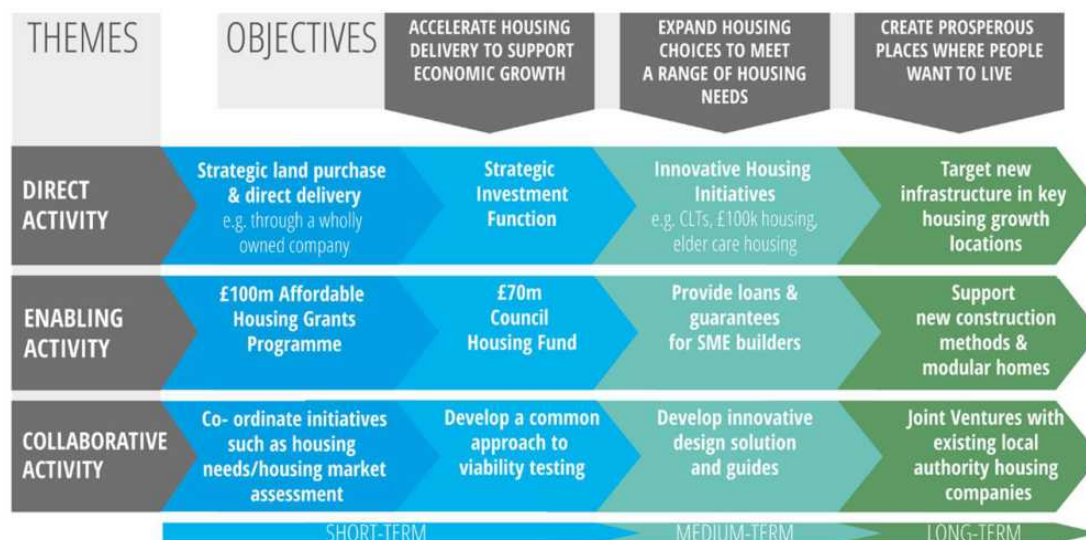 THEMES
OBJECTIVES
ACCELERATE HOUSING
DELIVERY TO SUPPORT
ECONOMIC GROWTH
EXPAND HOUSING
CHOICES TO MEET
A RANGE OF HOUSING
NEEDS
CREATE PROSPEROUS
PLACES WHERE PEOPLE
WANT TO LIVE
DIRECT
ACTIVITY
Strategic land purchase
& direct delivery
e.g. through a wholly
owned company
Strategic
Investment
Function
Innovative Housing
Initiatives
e.g. CLTs, £100k housing,
elder care housing
Target new
infrastructure in key
housing growth
locations
ENABLING
ACTIVITY
£100m Affordable
Housing Grants
Programme
£70m
Council
Housing Fund
Provide loans &
guarantees
for SME builders
Support
new construction
methods &
modular homes
COLLABORATIVE
ACTIVITY
Co- ordinate initiatives
such as housing
needs/housing market
assessment
Develop a common
approach to
viability testing
Develop innovative
design solution
and guides
Joint Ventures with
existing local
authority housing
companies
SHORT-TERM
MEDIUM-TERM
LONG-TERM